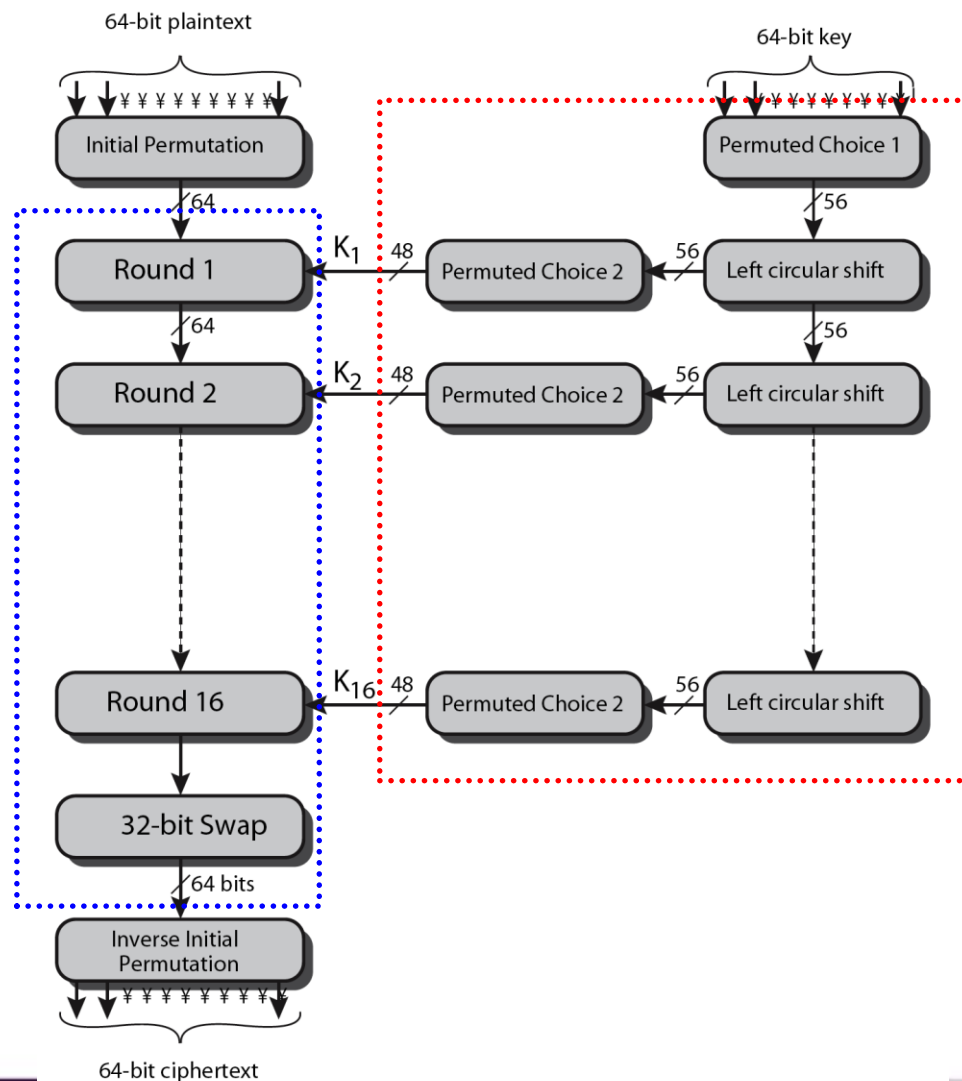 64-bit plaintext
64-bit key
¥ ¥ ¥ ¥ ¥ ¥ ¥ ¥ ¥
¥ ¥ ¥ ¥ ¥ ¥ ¥ ¥ ¥
Initial Permutation
Permuted Choice 1
64
56
Round 1
K1
48
Permuted Choice 2
56
Left circular shift
64
56
Round 2
K2
48
Permuted Choice 2
56
Left circular shift
Round 16
K16
48
Permuted Choice 2
56
Left circular shift
32-bit Swap
64 bits
Inverse Initial
Permutation
¥ ¥ ¥ ¥ ¥ ¥ ¥ ¥ ¥
64-bit ciphertext